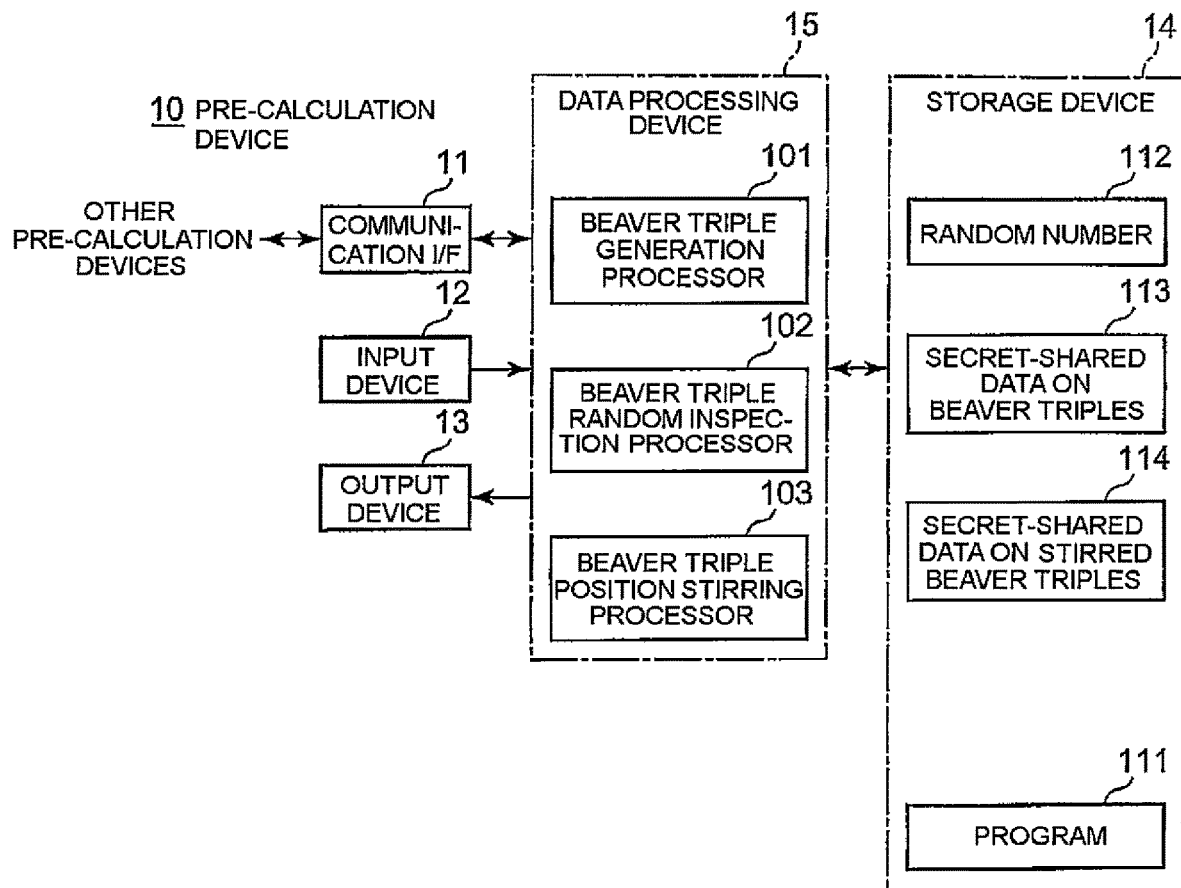 15
14
10 PRE-CALCULATION
DEVICE
DATA PROCESSING
DEVICE
STORAGE DEVICE
11
101
112
OTHER
PRE-CALCULATION
DEVICES
COMMUNI-
CATION I/F
BEAVER TRIPLE
GENERATION
PROCESSOR
RANDOM NUMBER
12
102
113
INPUT
DEVICE
BEAVER TRIPLE
RANDOM INSPEC-
TION PROCESSOR
SECRET-SHARED
DATA ON
BEAVER TRIPLES
13
103
114
OUTPUT
DEVICE
BEAVER TRIPLE
POSITION STIRRING
PROCESSOR
SECRET-SHARED
DATA ON STIRRED
BEAVER TRIPLES
111
PROGRAM